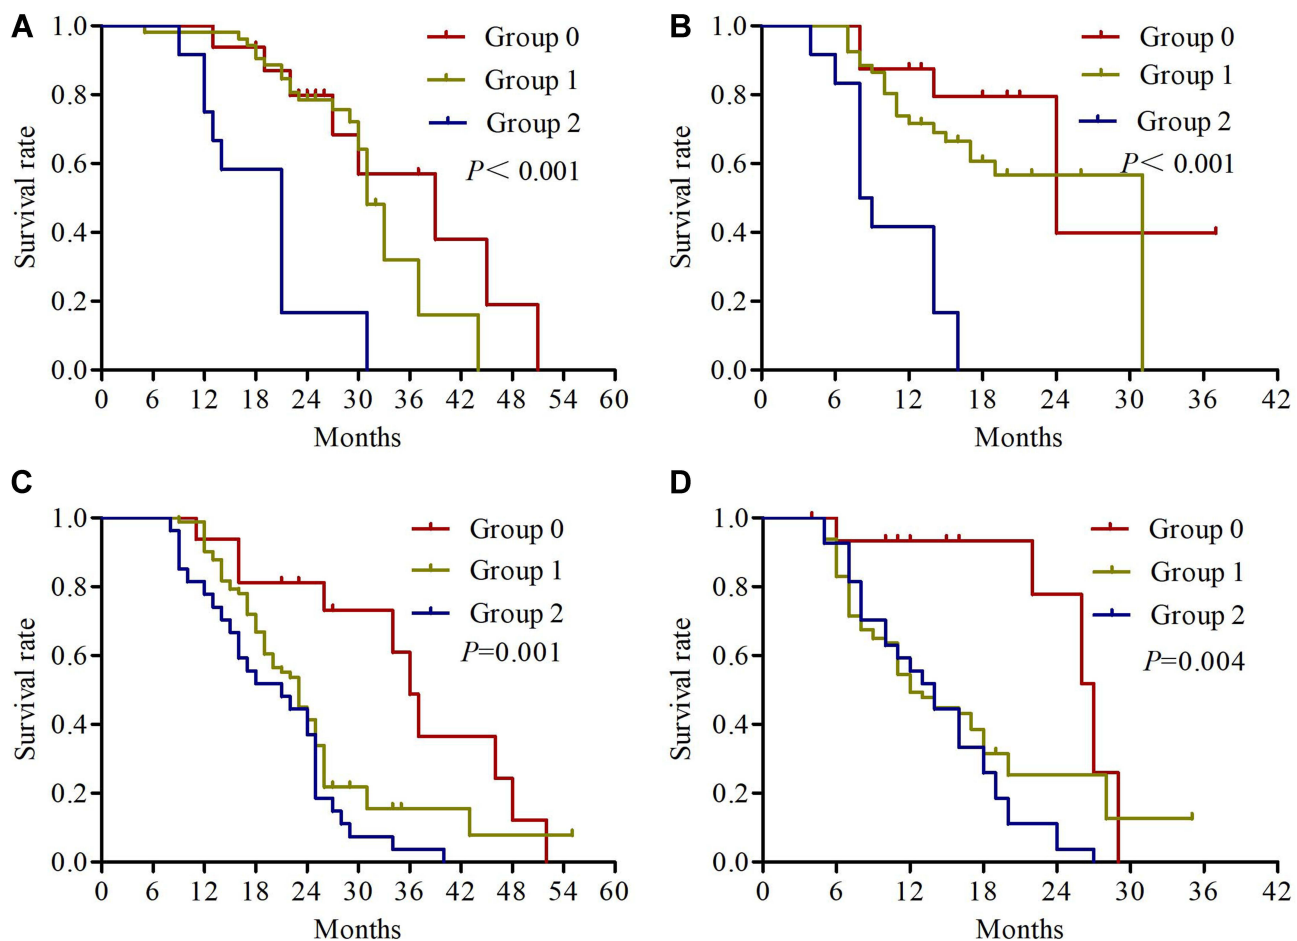 A
Survival rate
1.0
0.8
0.6
0.4
0.2
0.0
0 6 12 18 24 30 36 42 48 54 60
Months
Group 0
Group 1
Group 2
P< 0.001
B
Survival rate
1.0
0.8
0.6
0.4
0.2
0.0
0 6 12 18 24 30 36 42
Months
Group 0
Group 1
Group 2
P< 0.001
C
Survival rate
1.0
0.8
0.6
0.4
0.2
0.0
0 6 12 18 24 30 36 42 48 54 60
Months
Group 0
Group 1
Group 2
P=0.001
D
Survival rate
1.0
0.8
0.6
0.4
0.2
0.0
0 6 12 18 24 30 36 42
Months
Group 0
Group 1
Group 2
P=0.004